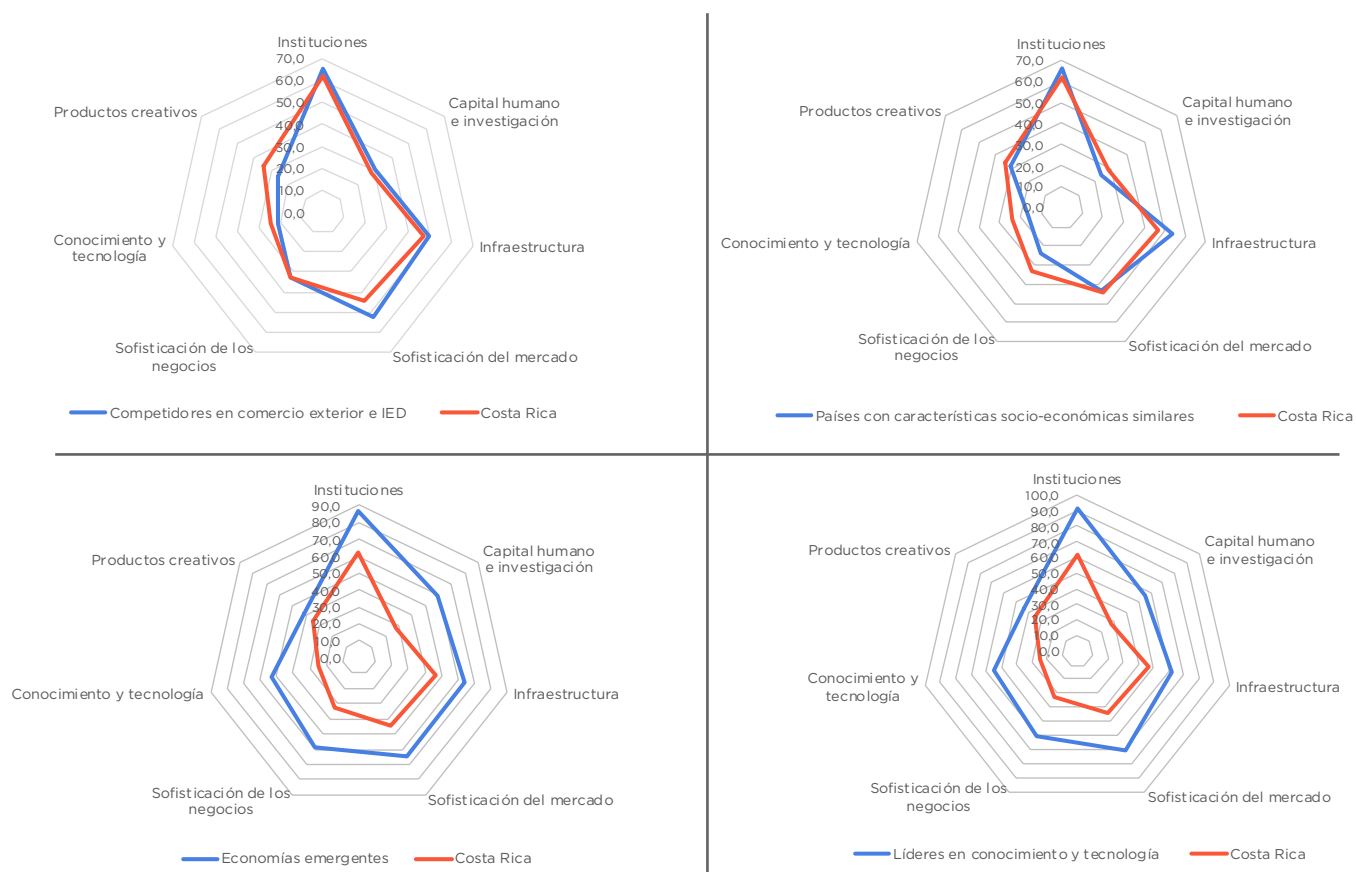 Instituciones
70,0
60,0
50,0
40,0
30,0
20,0
10,0
0,0
Capital humano
e investigación
Infraestructura
Sofisticación del mercado
Sofisticación de los
negocios
Conocimiento y
tecnología
Productos creativos
Competidores en comercio exterior e IED
Costa Rica
Instituciones
70,0
60,0
50,0
40,0
30,0
20,0
10,0
0,0
Capital humano
e investigación
Infraestructura
Sofisticación del mercado
Sofisticación de los
negocios
Conocimiento y tecnología
Productos creativos
Países con características socio-económicas similares
Costa Rica
Instituciones
90,0
80,0
70,0
60,0
50,0
40,0
30,0
20,0
10,0
0,0
Capital humano
e investigación
Infraestructura
Sofisticación del mercado
Sofisticación de los
negocios
Conocimiento y tecnología
Productos creativos
Economías emergentes
Costa Rica
Instituciones
100,0
90,0
80,0
70,0
60,0
50,0
40,0
30,0
20,0
10,0
0,0
Capital humano
e investigación
Infraestructura
Sofisticación del mercado
Sofisticación de los
negocios
Conocimiento y
tecnología
Productos creativos
Líderes en conocimiento y tecnología
Costa Rica